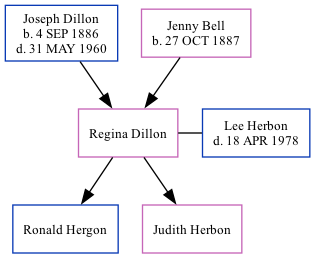 Joseph Dillon
b. 4 SEP 1886
d. 31 MAY 1960
Jenny Bell
b. 27 OCT 1887
Regina Dillon
Lee Herbon
d. 18 APR 1978
Ronald Hergon
Judith Herbon